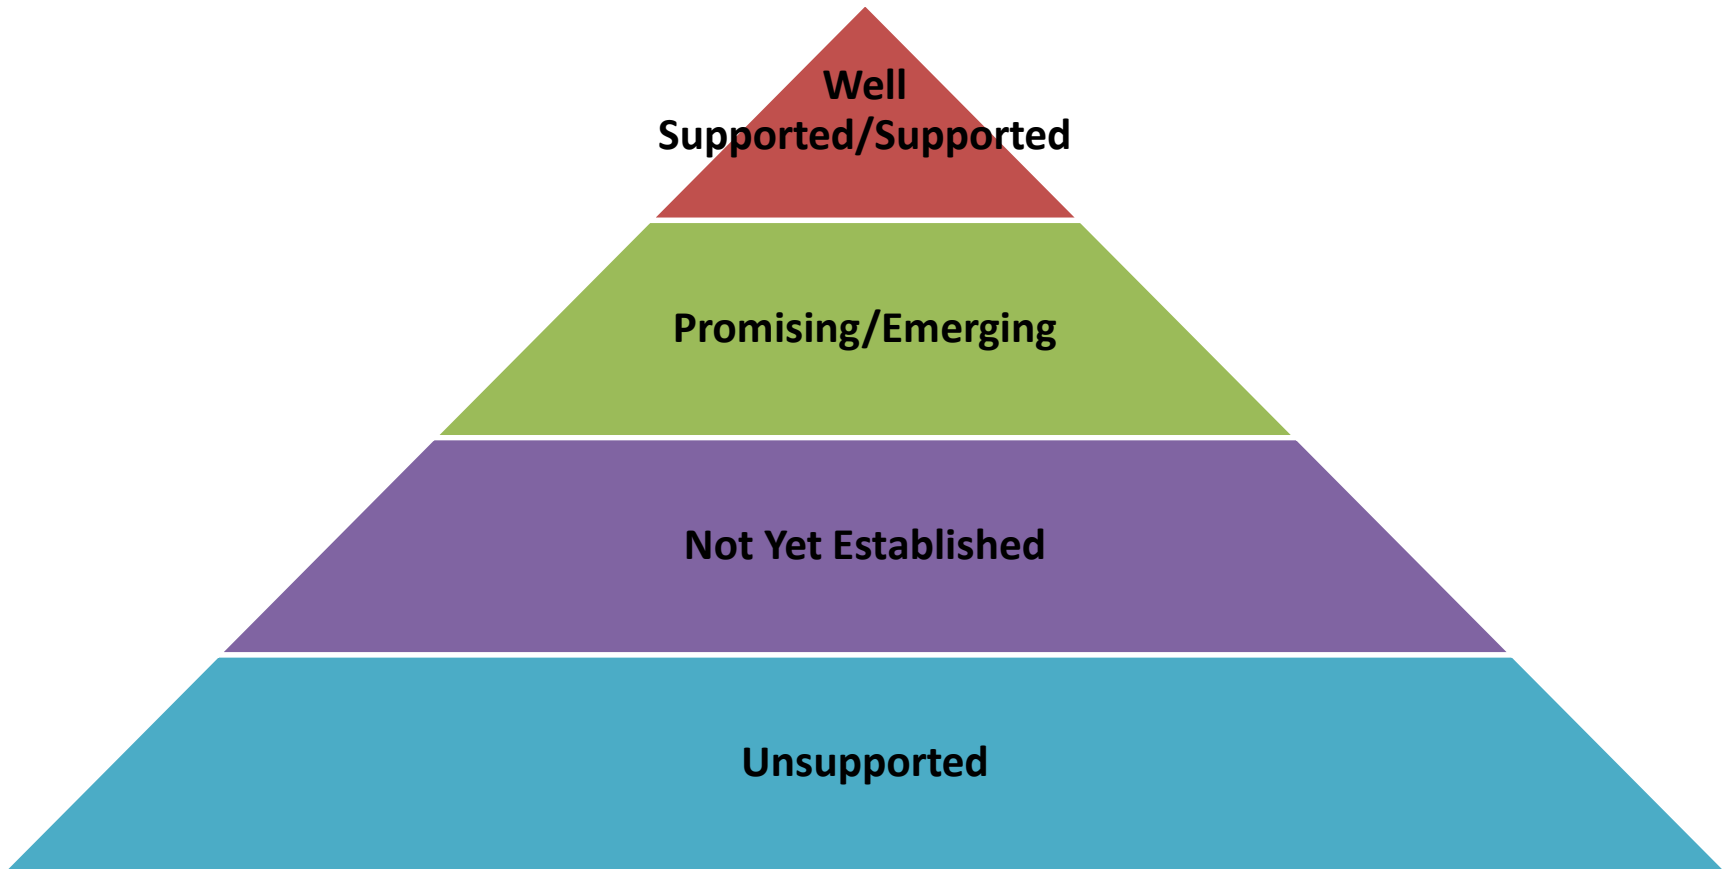 Well
Supported/Supported
Promising/Emerging
Not Yet Established
Unsupported